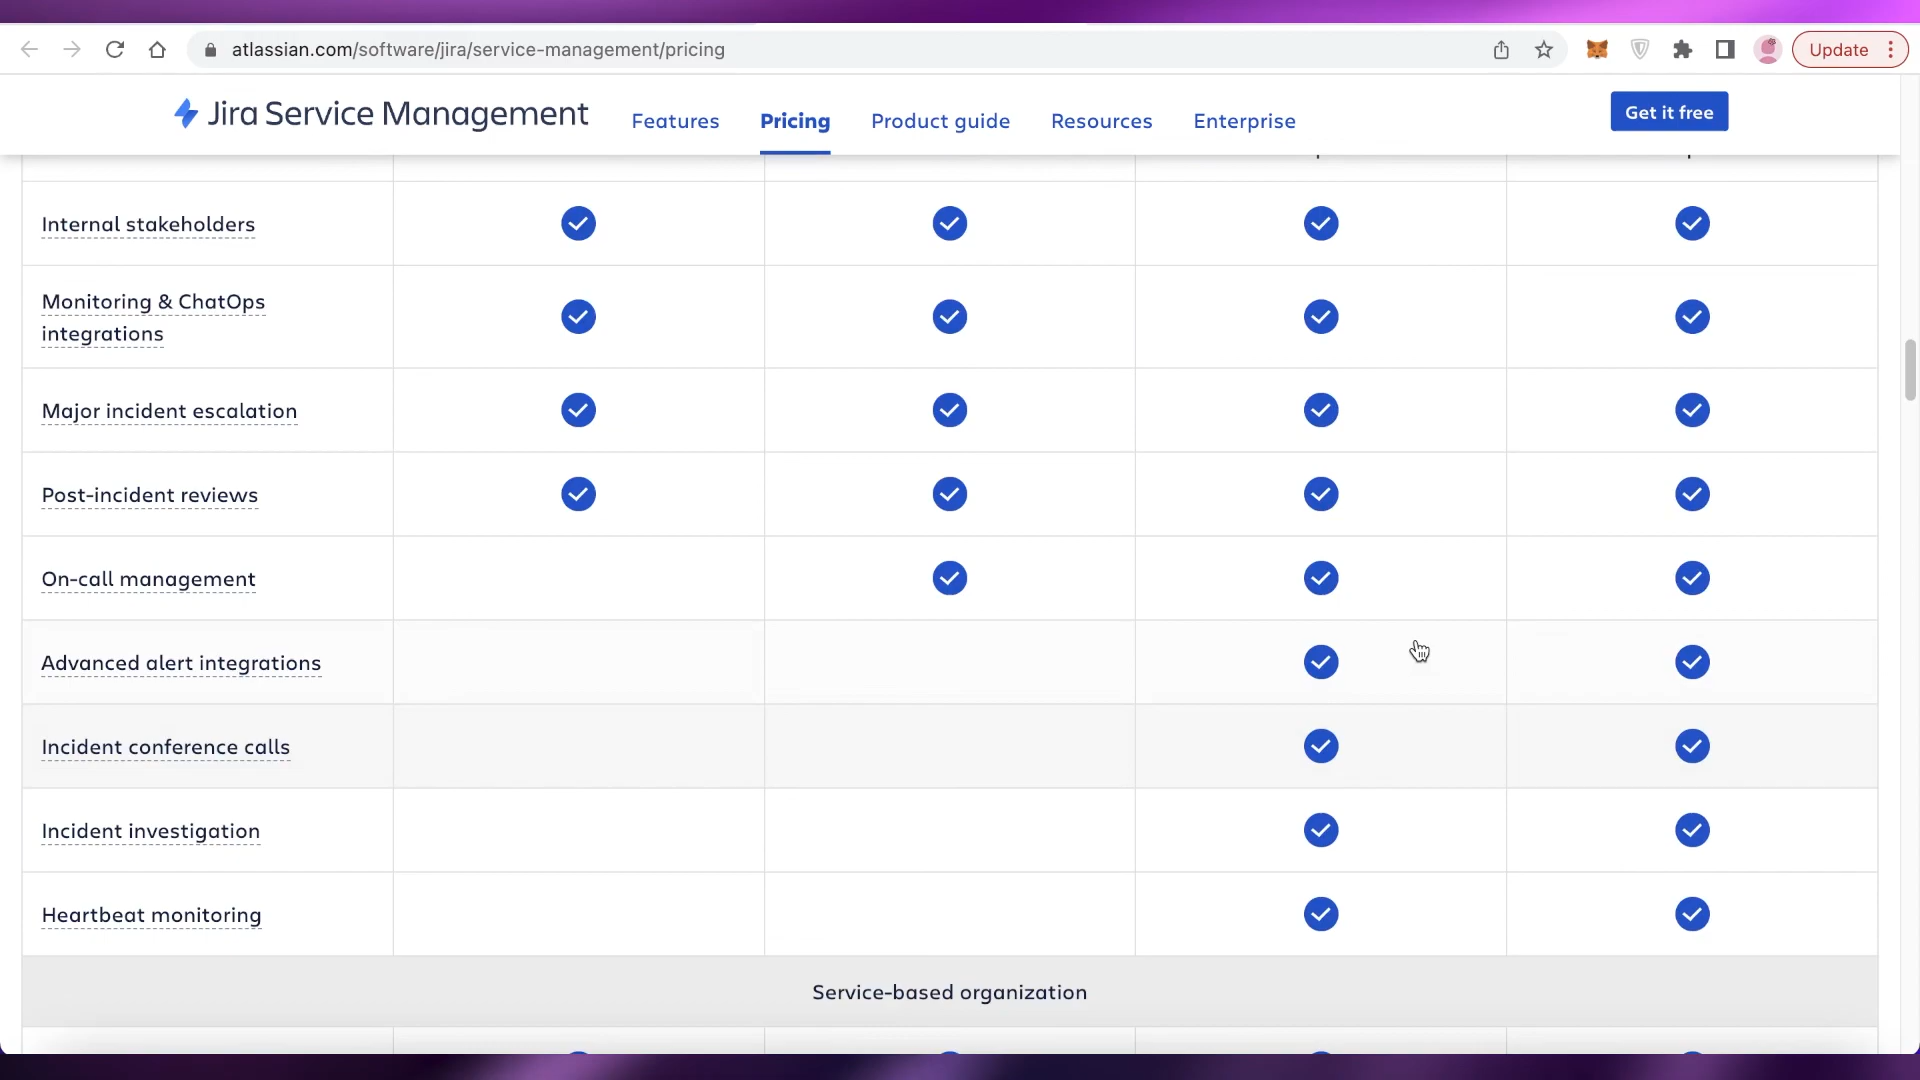 atlassian.com/software/jira/service-management/pricing
Update
Jira Service Management
Features
Pricing
Product guide
Resources
Enterprise
Get it free
Internal stakeholders
Monitoring & ChatOps
integrations
Major incident escalation
Post-incident reviews
On-call management
Advanced alert integrations
Incident conference calls
Incident investigation
Heartbeat monitoring
Service-based organization